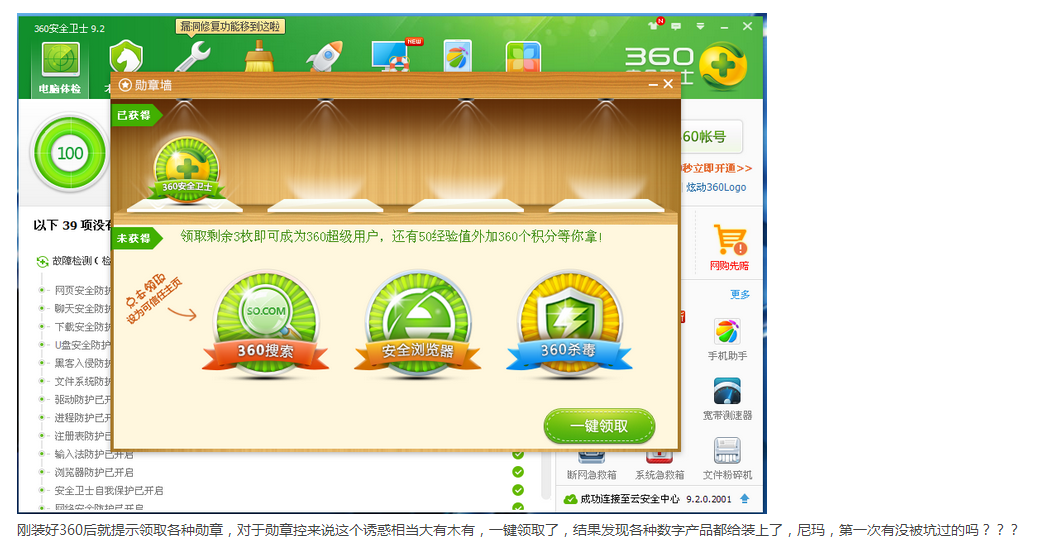 360安全卫士 9.2
漏洞修复功能移到这啦
N
NEW
360
电脑体检
勋章墙
已获得
100
360安全卫士
60帐号
秒立即开通>>
炫动360Logo
以下 39 项没有
未获得
领取剩余3枚即可成为360超级用户，还有50经验值外加360个积分等你拿!
网购先赔
故障检测 ( 检
点击领取
设为可信任主页
更多
网页安全防护
聊天安全防护
下载安全防护
U盘安全防护
黑客入侵防护
文件系统防护
SO.COM
360搜索
安全浏览器
360杀毒
手机助手
驱动防护已开
进程防护已开
注册表防护已
一键领取
宽带测速器
输入法防护已开启
浏览器防护已开启
安全卫士自我保护已开启
网络安全防护已开启
断网急救箱
系统急救箱
文件粉碎机
成功连接至云安全中心 9.2.0.2001
刚装好360后就提示领取各种勋章，对于勋章控来说这个诱惑相当大有木有，一键领取了，结果发现各种数字产品都给装上了，尼玛，第一次有没被坑过的吗？？？